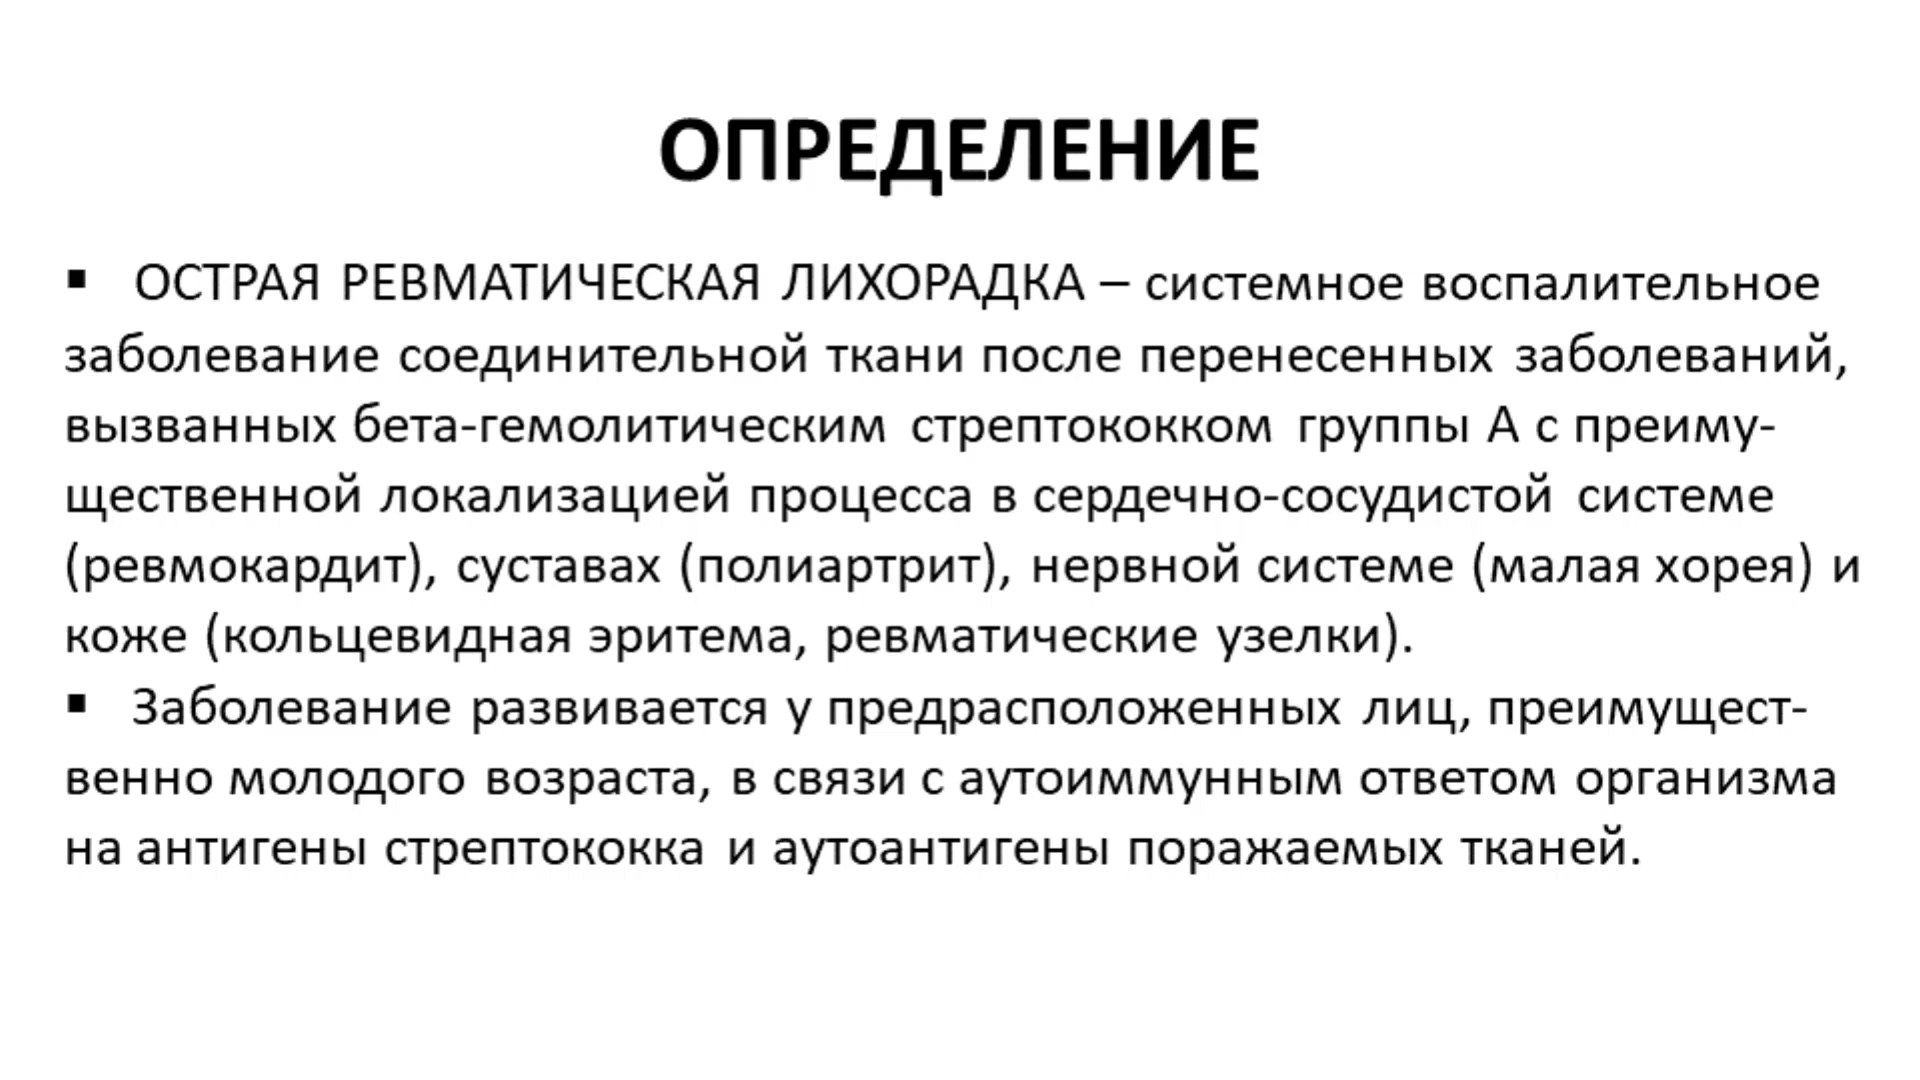 ОПРЕДЕЛЕНИЕ
▪ ОСТРАЯ РЕВМАТИЧЕСКАЯ ЛИХОРАДКА – системное воспалительное
заболевание соединительной ткани после перенесенных заболеваний,
вызванных бета-гемолитическим стрептококком группы А с преиму-
щественной локализацией процесса в сердечно-сосудистой системе
(ревмокардит), суставах (полиартрит), нервной системе (малая хорея) и
коже (кольцевидная эритема, ревматические узелки).
▪ Заболевание развивается у предрасположенных лиц, преимущест-
венно молодого возраста, в связи с аутоиммунным ответом организма
на антигены стрептококка и аутоантигены поражаемых тканей.